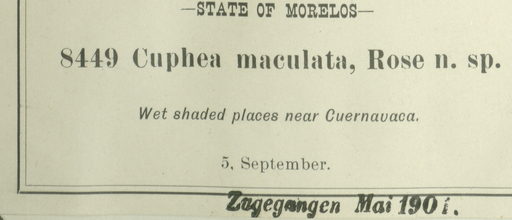 —STATE OF MORELOS—
8449 Cuphea maculata, Rose n. sp.
Wet shaded places near Cuernavaca.
5, September.
Zugegangen Mai 1901.